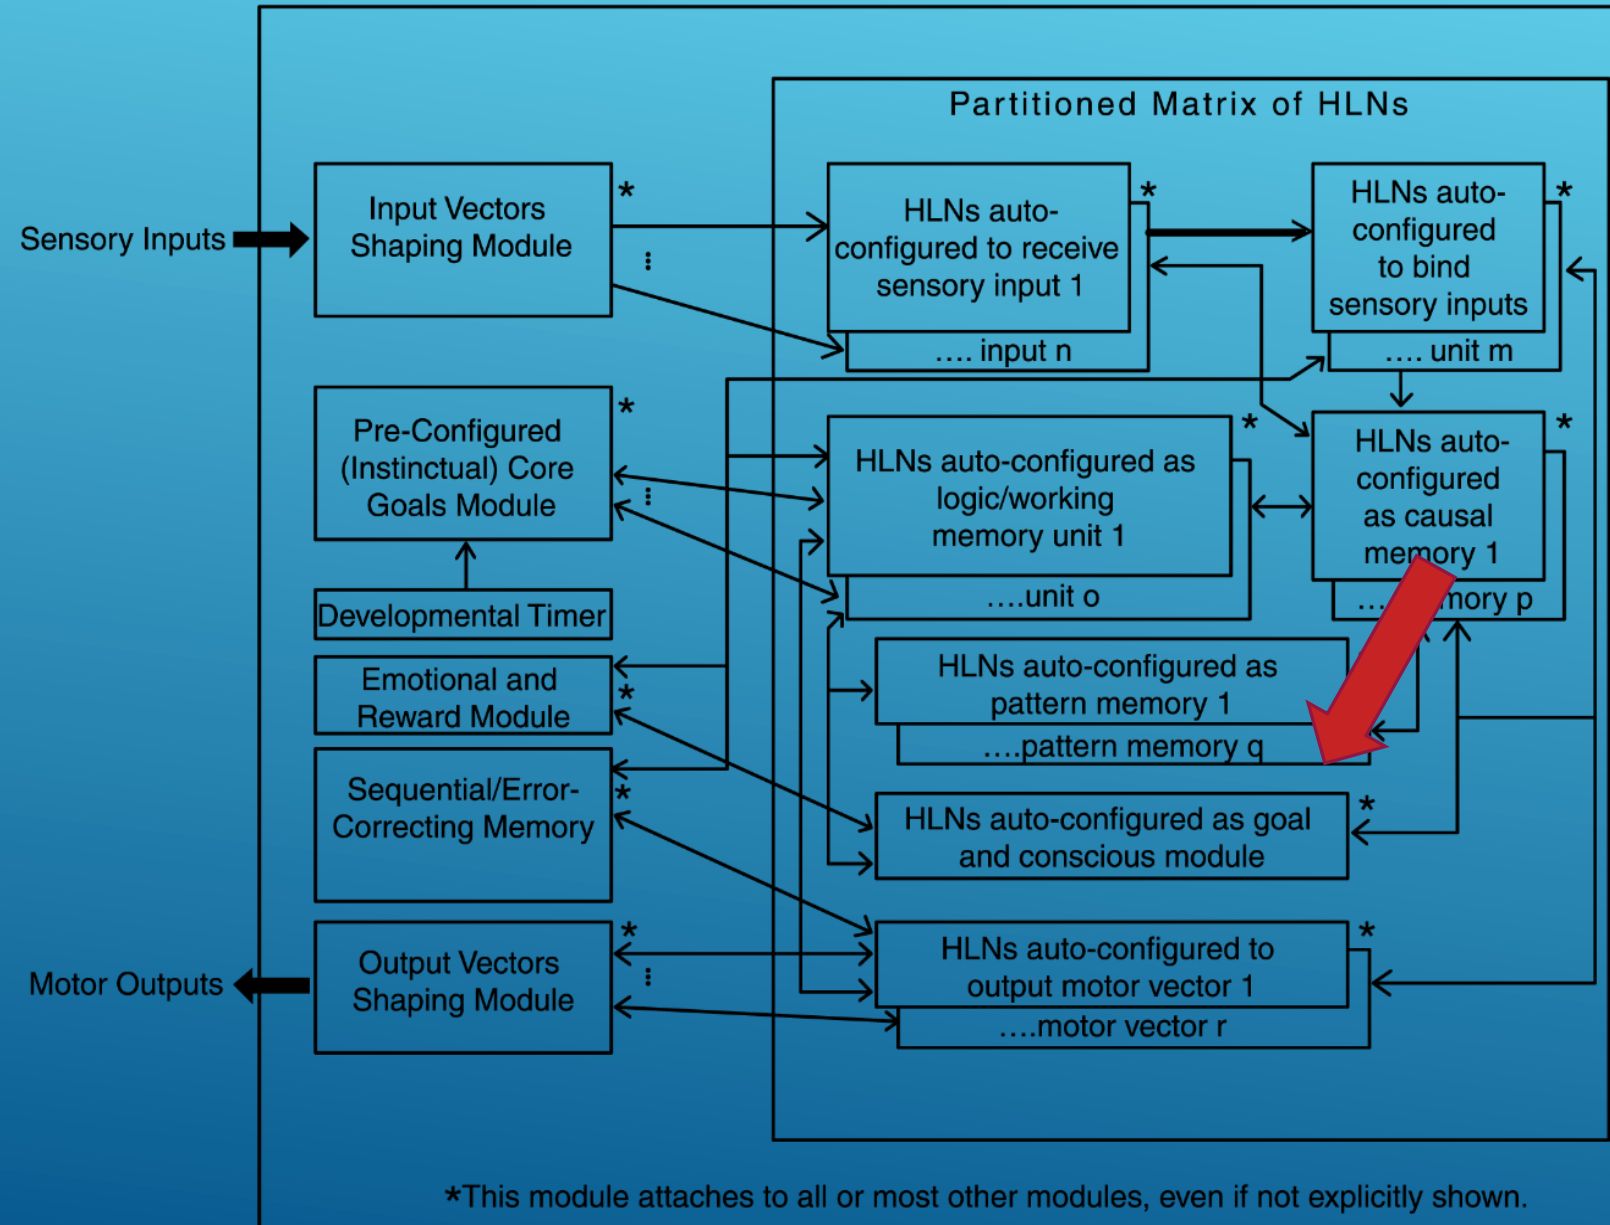 Partitioned Matrix of HLNs
Sensory Inputs
Input Vectors
Shaping Module
*
HLNs auto-
configured to receive
sensory input 1
*
.... input n
HLNs auto-
configured
to bind
sensory inputs
*
.... unit m
Pre-Configured
(Instinctual) Core
Goals Module
*
HLNs auto-configured as
logic/working
memory unit 1
*
....unit o
HLNs auto-
configured
as causal
memory 1
*
p
Developmental Timer
Emotional and
Reward Module
*
HLNs auto-configured as
pattern memory 1
....pattern memory q
Sequential/Error-
Correcting Memory
*
HLNs auto-configured as goal
and conscious module
*
Motor Outputs
Output Vectors
Shaping Module
*
HLNs auto-configured to
output motor vector 1
*
....motor vector r
*This module attaches to all or most other modules, even if not explicitly shown.